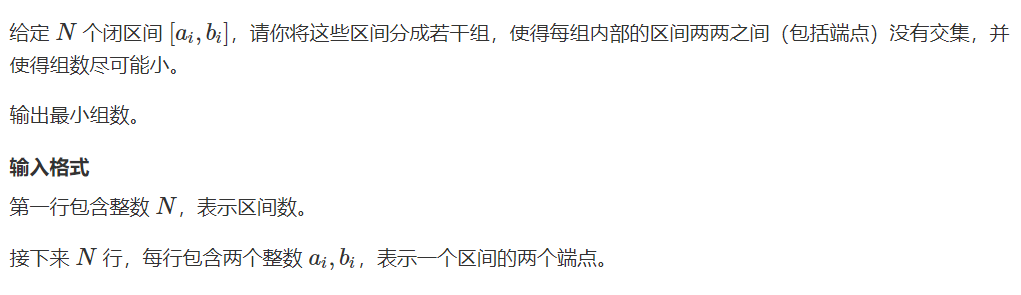 给定 N 个闭区间 [aᵢ, bᵢ]，请你将这些区间分成若干组，使得每组内部的区间两两之间（包括端点）没有交集，并
使得组数尽可能小。
输出最小组数。
输入格式
第一行包含整数 N，表示区间数。
接下来 N 行，每行包含两个整数 aᵢ, bᵢ，表示一个区间的两个端点。